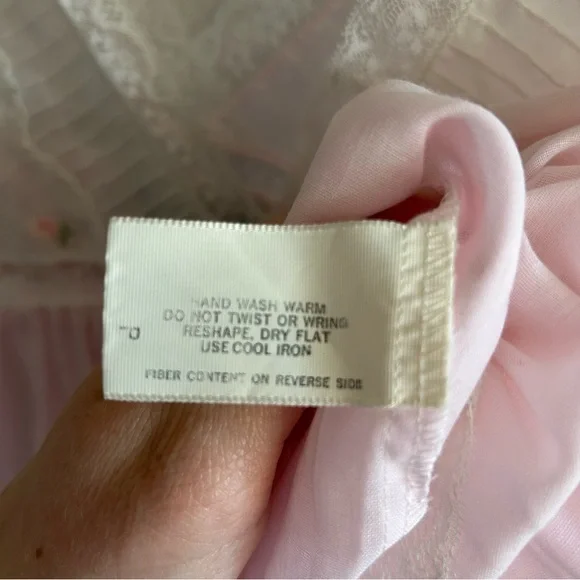 HAND WASH WARM
DO NOT TWIST OR WRING
RESHAPE, DRY FLAT
USE COOL IRON
FIBER CONTENT ON REVERSE SIDE